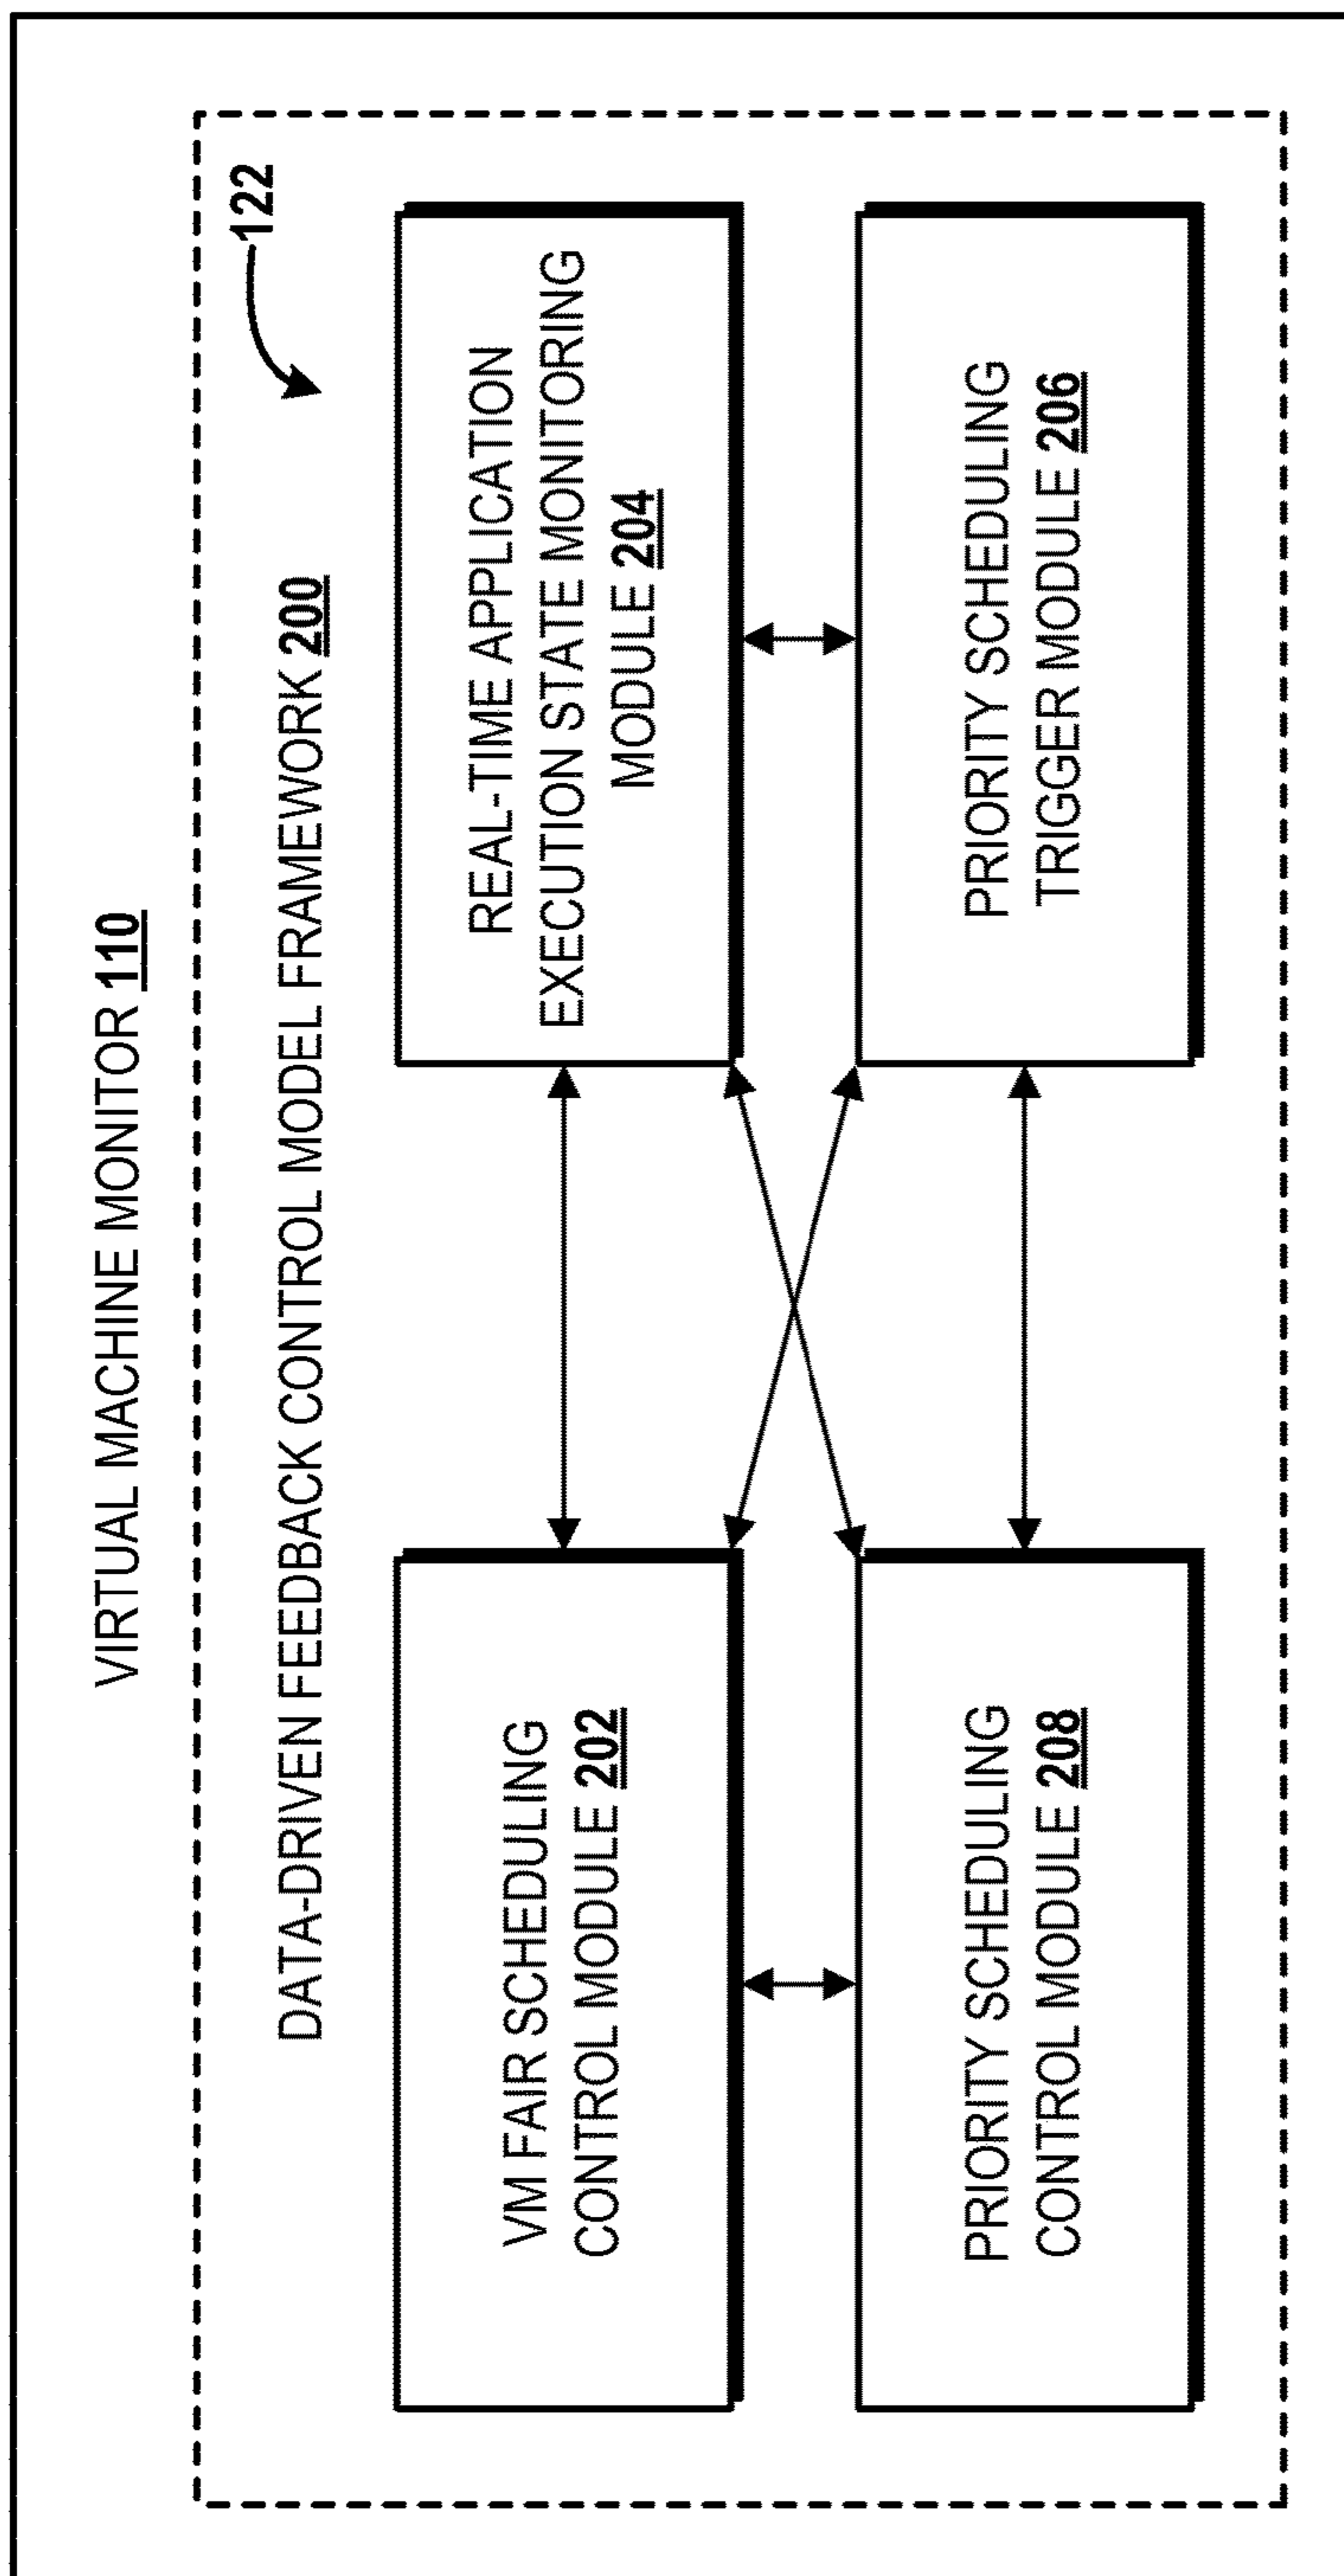 VIRTUAL MACHINE MONITOR 110
122
DATA-DRIVEN FEEDBACK CONTROL MODEL FRAMEWORK 200
VM FAIR SCHEDULING
CONTROL MODULE 202
REAL-TIME APPLICATION
EXECUTION STATE MONITORING
MODULE 204
PRIORITY SCHEDULING
CONTROL MODULE 208
PRIORITY SCHEDULING
TRIGGER MODULE 206